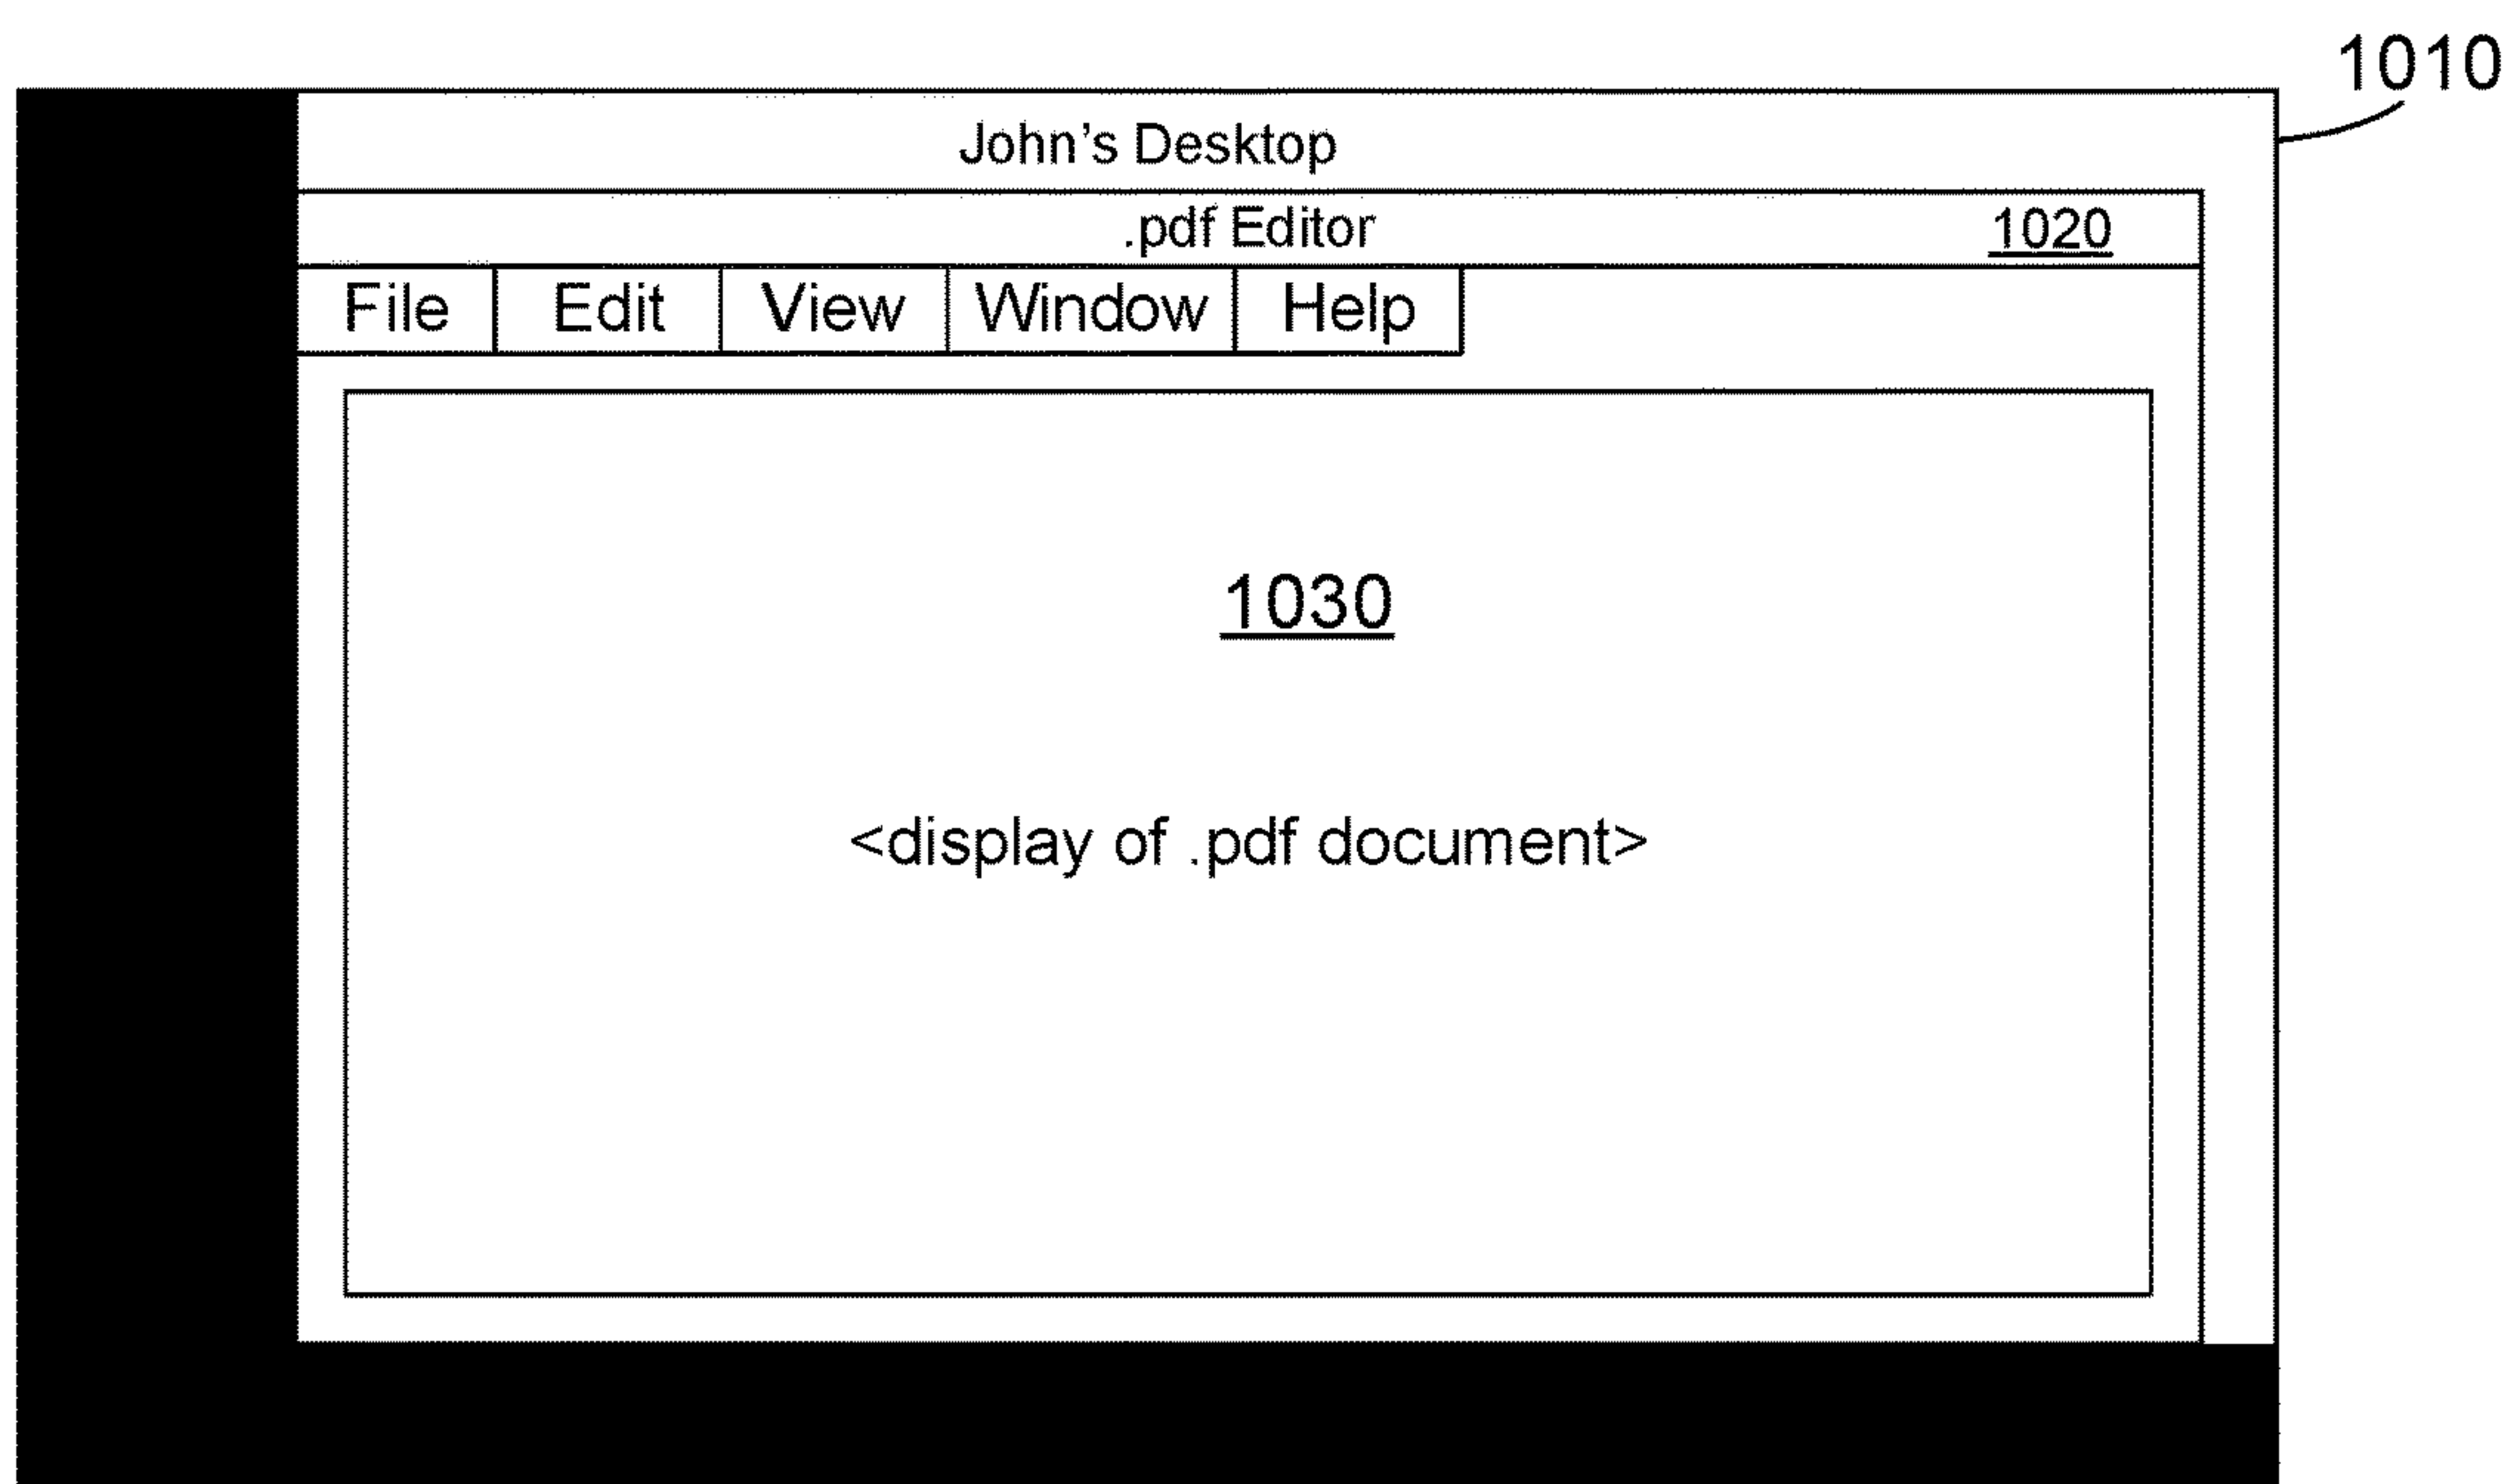 1010
John's Desktop
.pdf Editor 1020
File Edit View Window Help
1030
<display of .pdf document>